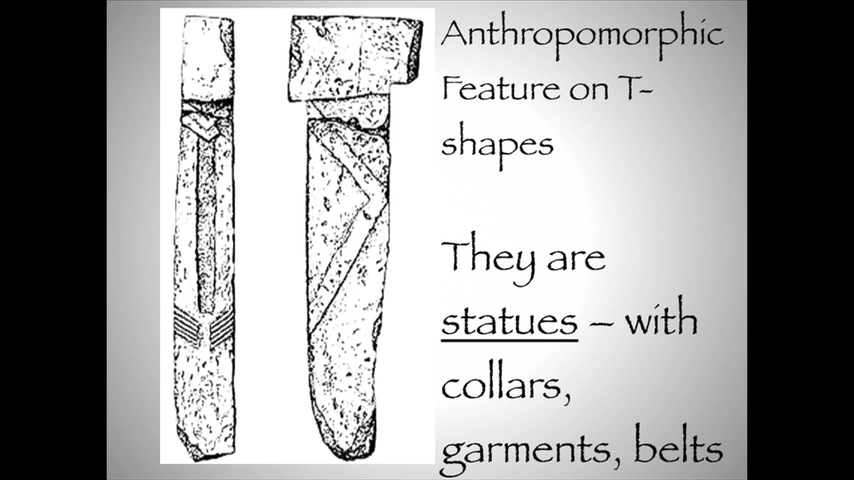 Anthropomorphic
Feature on T-
shapes
They are
statues – with
collars,
garments, belts